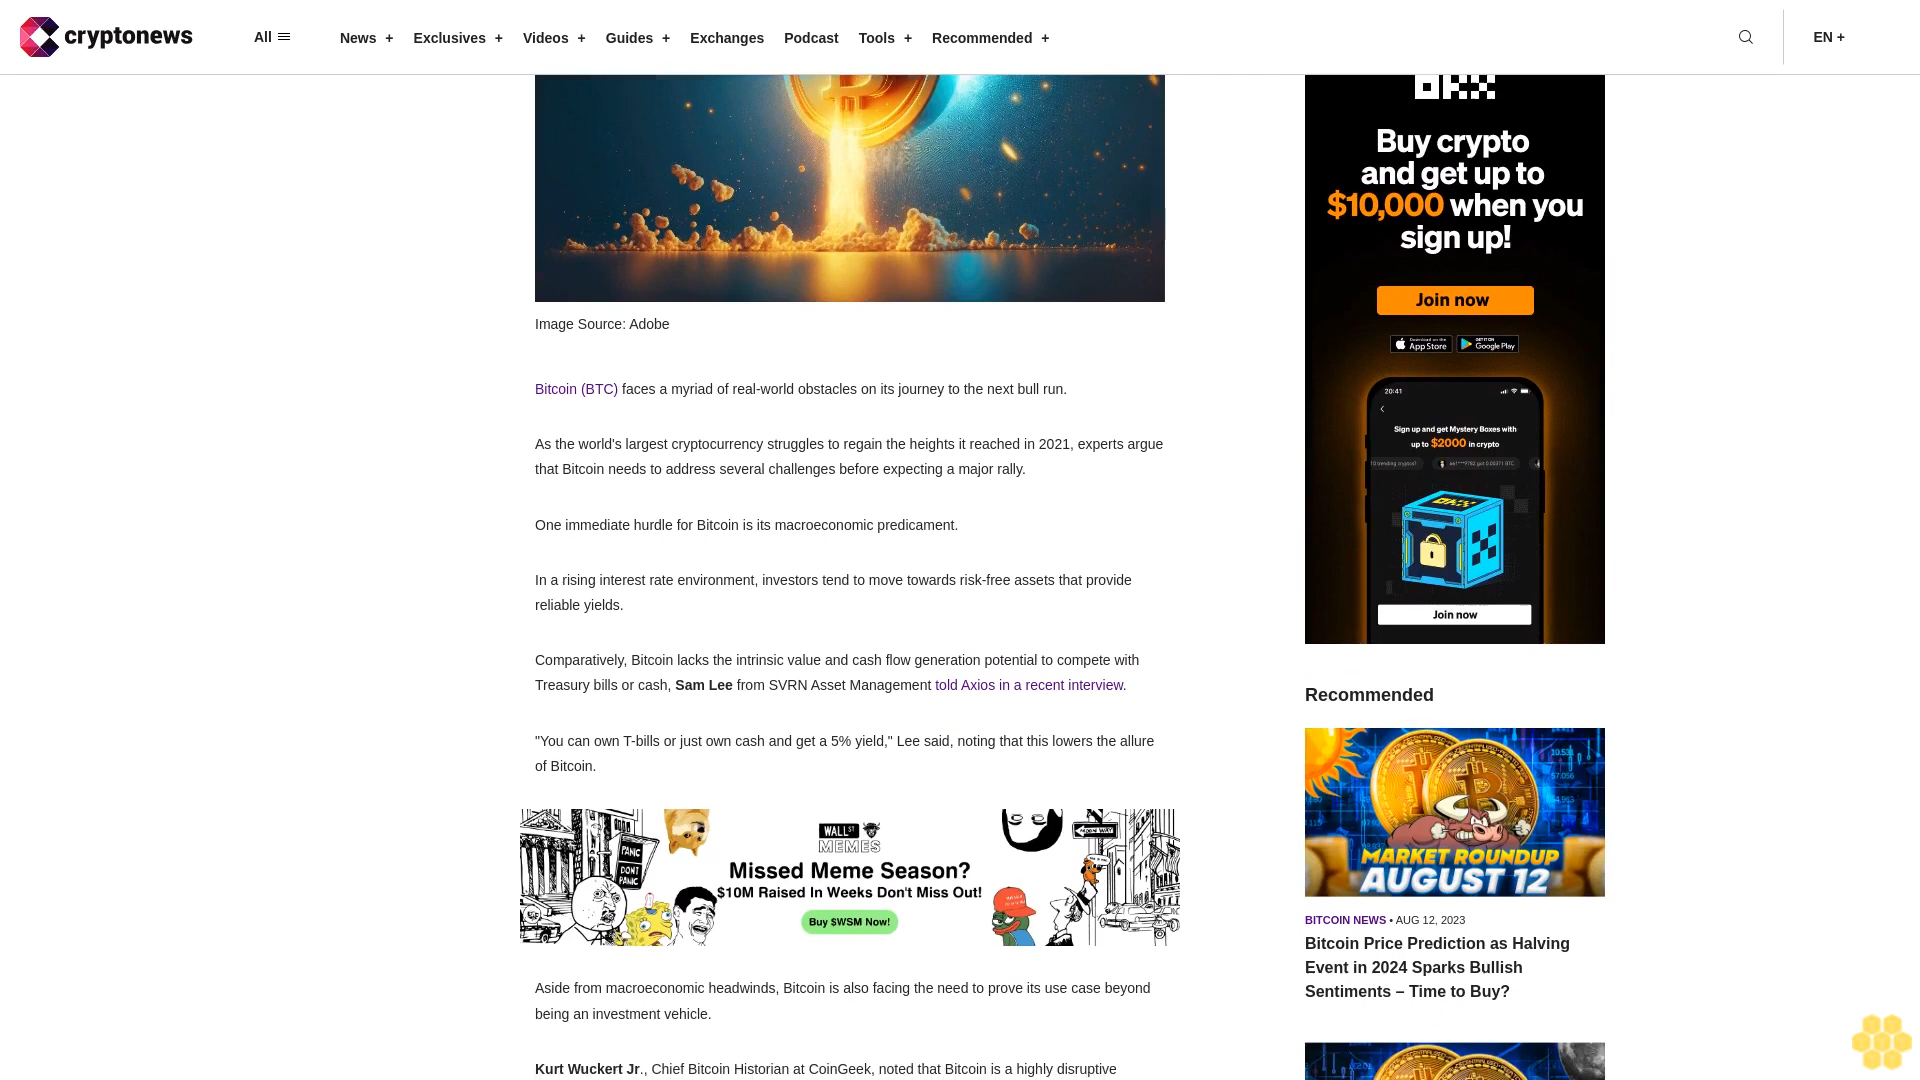 cryptonews
All
News +
Exclusives +
Videos +
Guides +
Exchanges
Podcast
Tools +
Recommended +
EN +
Image Source: Adobe
Bitcoin (BTC) faces a myriad of real-world obstacles on its journey to the next bull run.
As the world's largest cryptocurrency struggles to regain the heights it reached in 2021, experts argue
that Bitcoin needs to address several challenges before expecting a major rally.
One immediate hurdle for Bitcoin is its macroeconomic predicament.
In a rising interest rate environment, investors tend to move towards risk-free assets that provide
reliable yields.
Comparatively, Bitcoin lacks the intrinsic value and cash flow generation potential to compete with
Treasury bills or cash, Sam Lee from SVRN Asset Management told Axios in a recent interview.
"You can own T-bills or just own cash and get a 5% yield," Lee said, noting that this lowers the allure
of Bitcoin.
PANIC
DONT
PANIC
WALL ST
MEMES
Missed Meme Season?
$10M Raised In Weeks Don't Miss Out!
Buy $WSM Now!
Aside from macroeconomic headwinds, Bitcoin is also facing the need to prove its use case beyond
being an investment vehicle.
Kurt Wuckert Jr., Chief Bitcoin Historian at CoinGeek, noted that Bitcoin is a highly disruptive
Buy crypto
and get up to
$10,000 when you
sign up!
Join now
Download on the
App Store
GET IT ON
Google Play
20:41
Sign up and get Mystery Boxes with
up to $2000 in crypto
Join now
Recommended
MARKET ROUNDUP
AUGUST 12
BITCOIN NEWS • AUG 12, 2023
Bitcoin Price Prediction as Halving
Event in 2024 Sparks Bullish
Sentiments – Time to Buy?